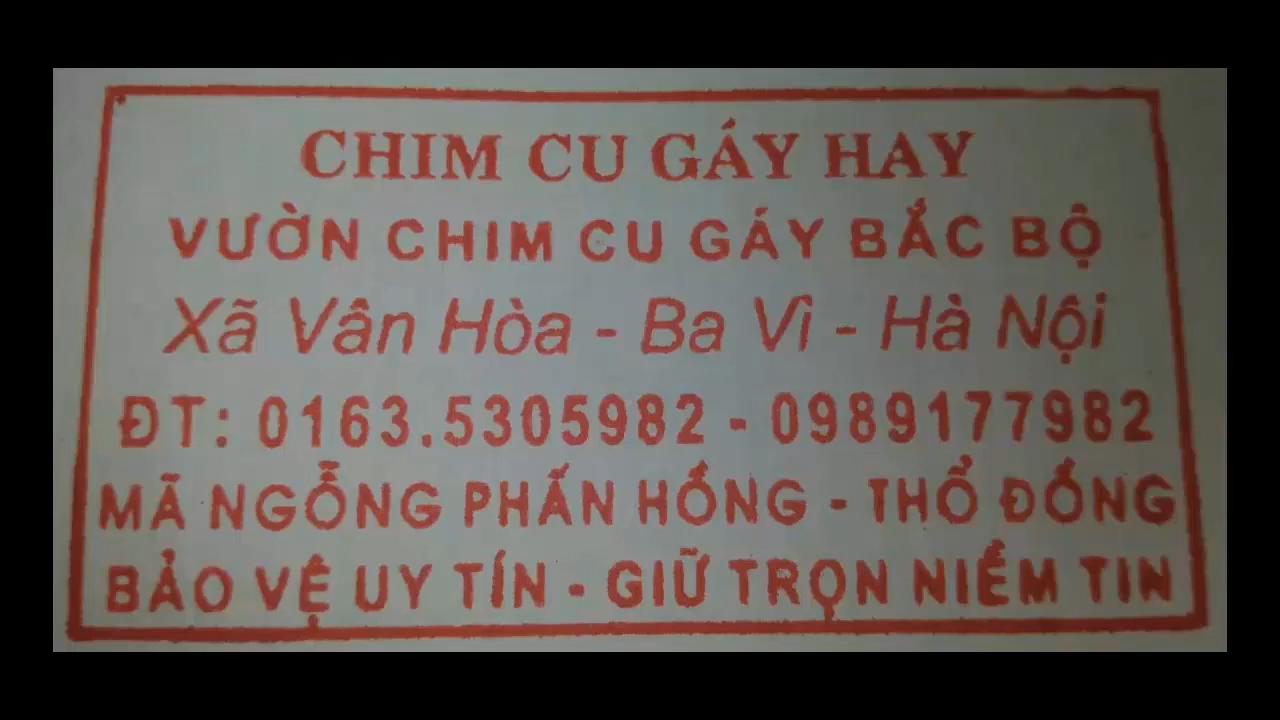 CHIM CU GÁY HAY
VƯỜN CHIM CU GÁY BẮC BỘ
Xã Vân Hòa - Ba Vì - Hà Nội
ĐT: 0163.5305982 - 0989177982
MÃ NGỖNG PHẤN HỒNG - THỔ ĐỒNG
BẢO VỆ UY TÍN - GIỮ TRỌN NIỀM TIN